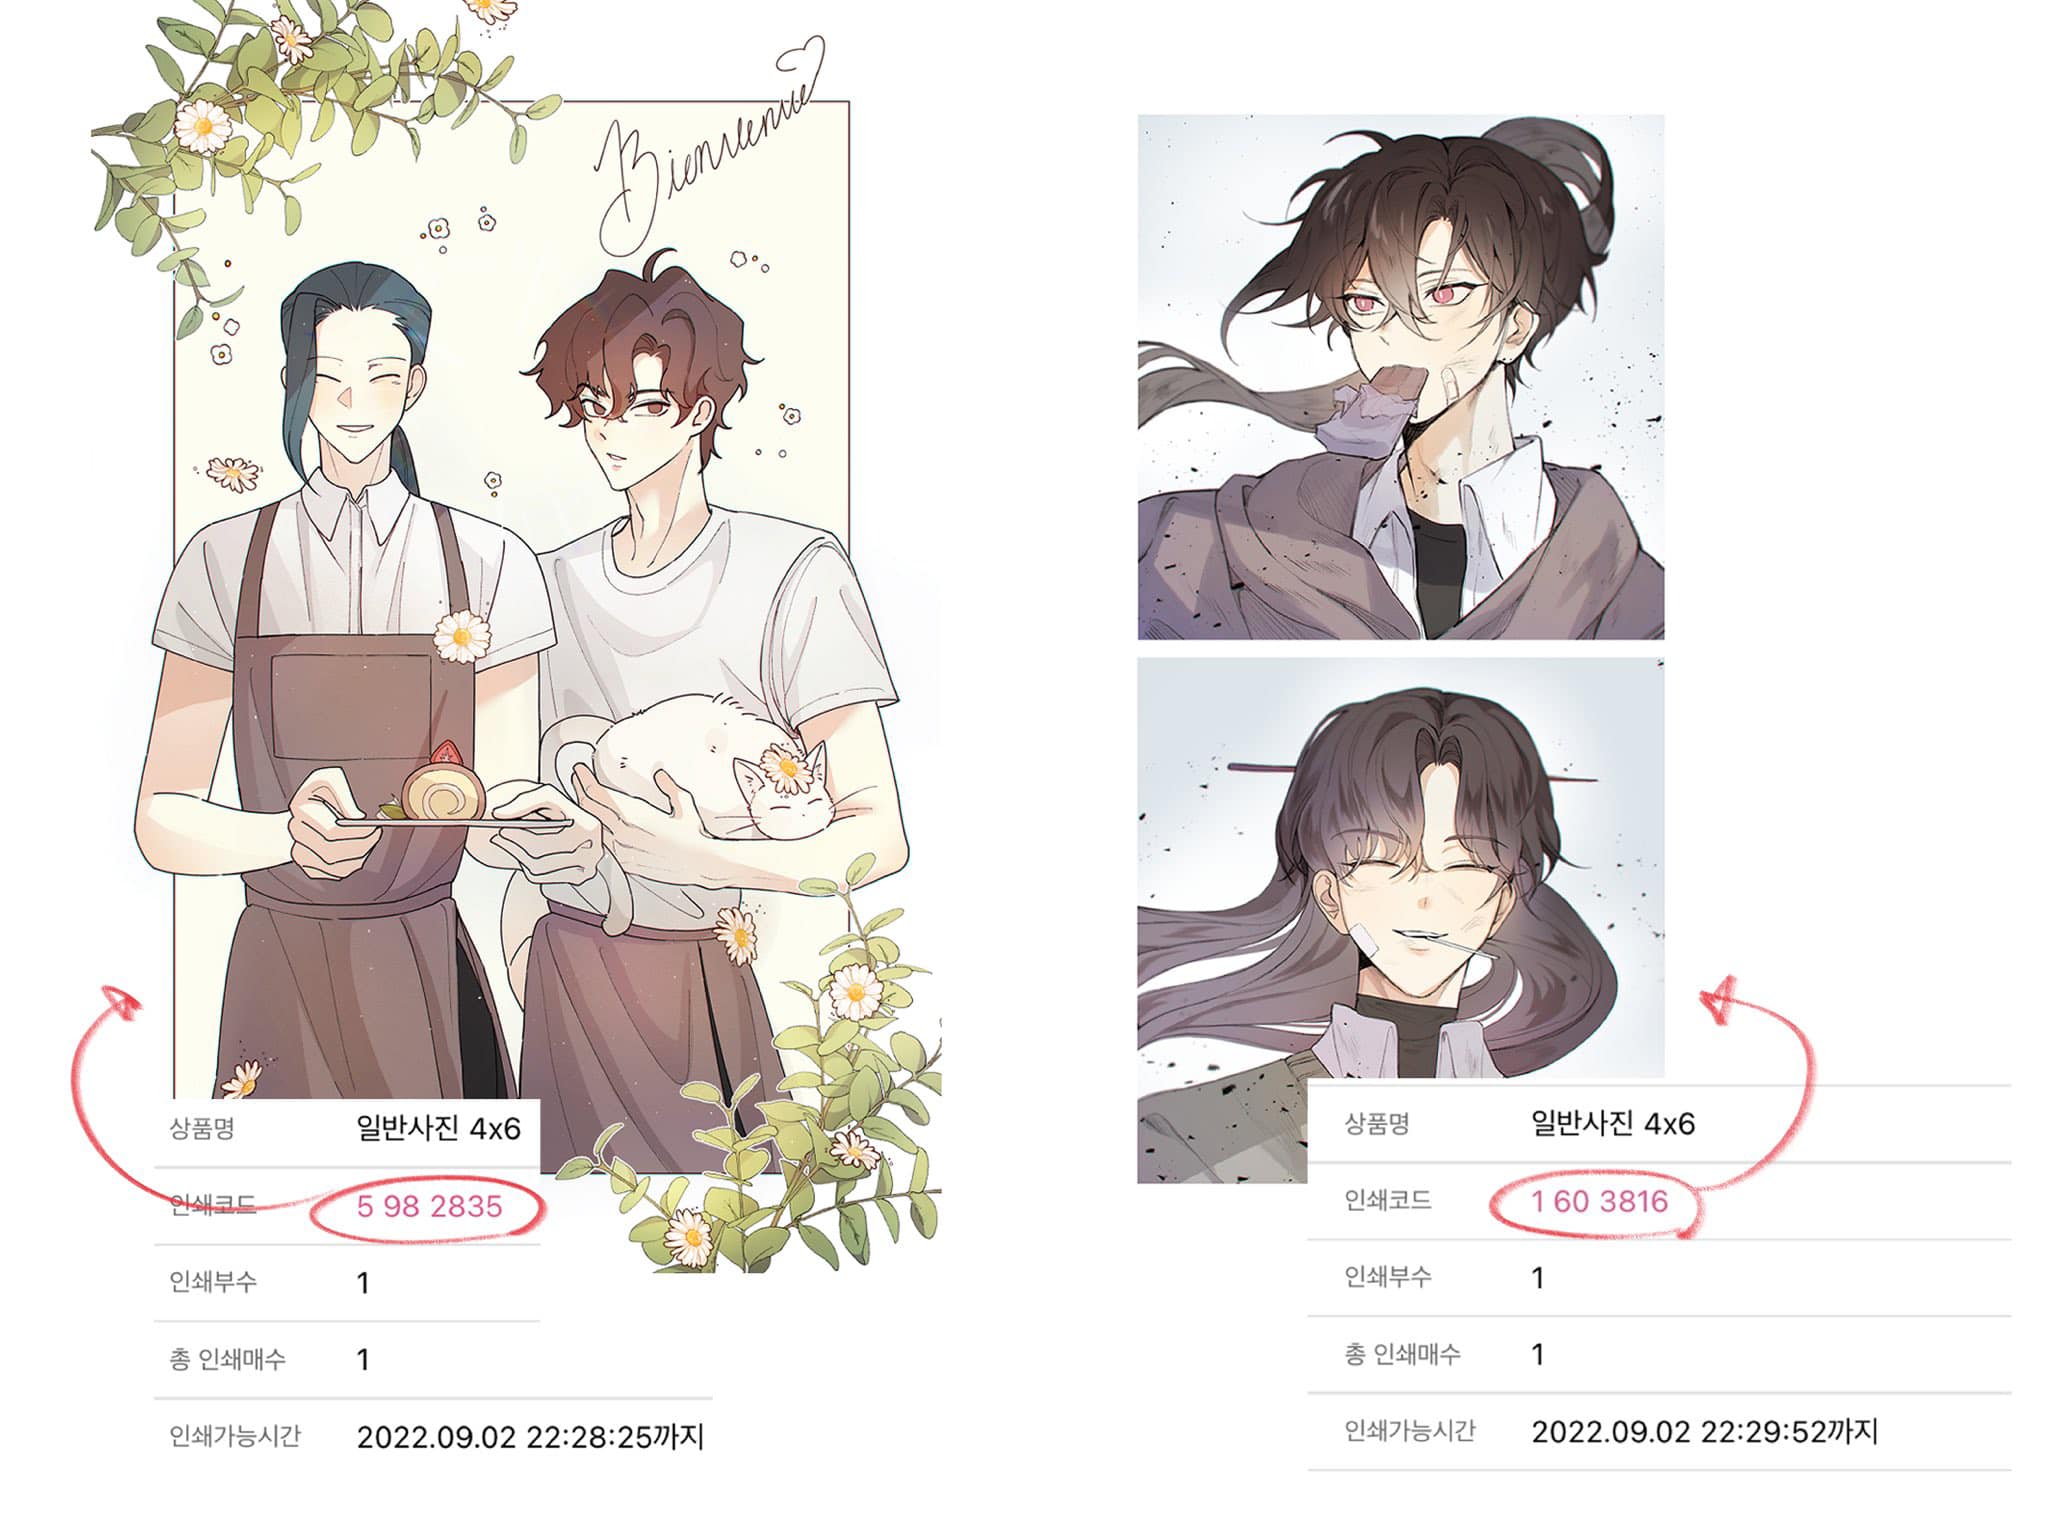 Bienvenue
상품명 일반사진 4x6
인쇄코드 5 98 2835
인쇄부수 1
총 인쇄매수 1
인쇄가능시간 2022.09.02 22:28:25까지
상품명 일반사진 4x6
인쇄코드 1 60 3816
인쇄부수 1
총 인쇄매수 1
인쇄가능시간 2022.09.02 22:29:52까지